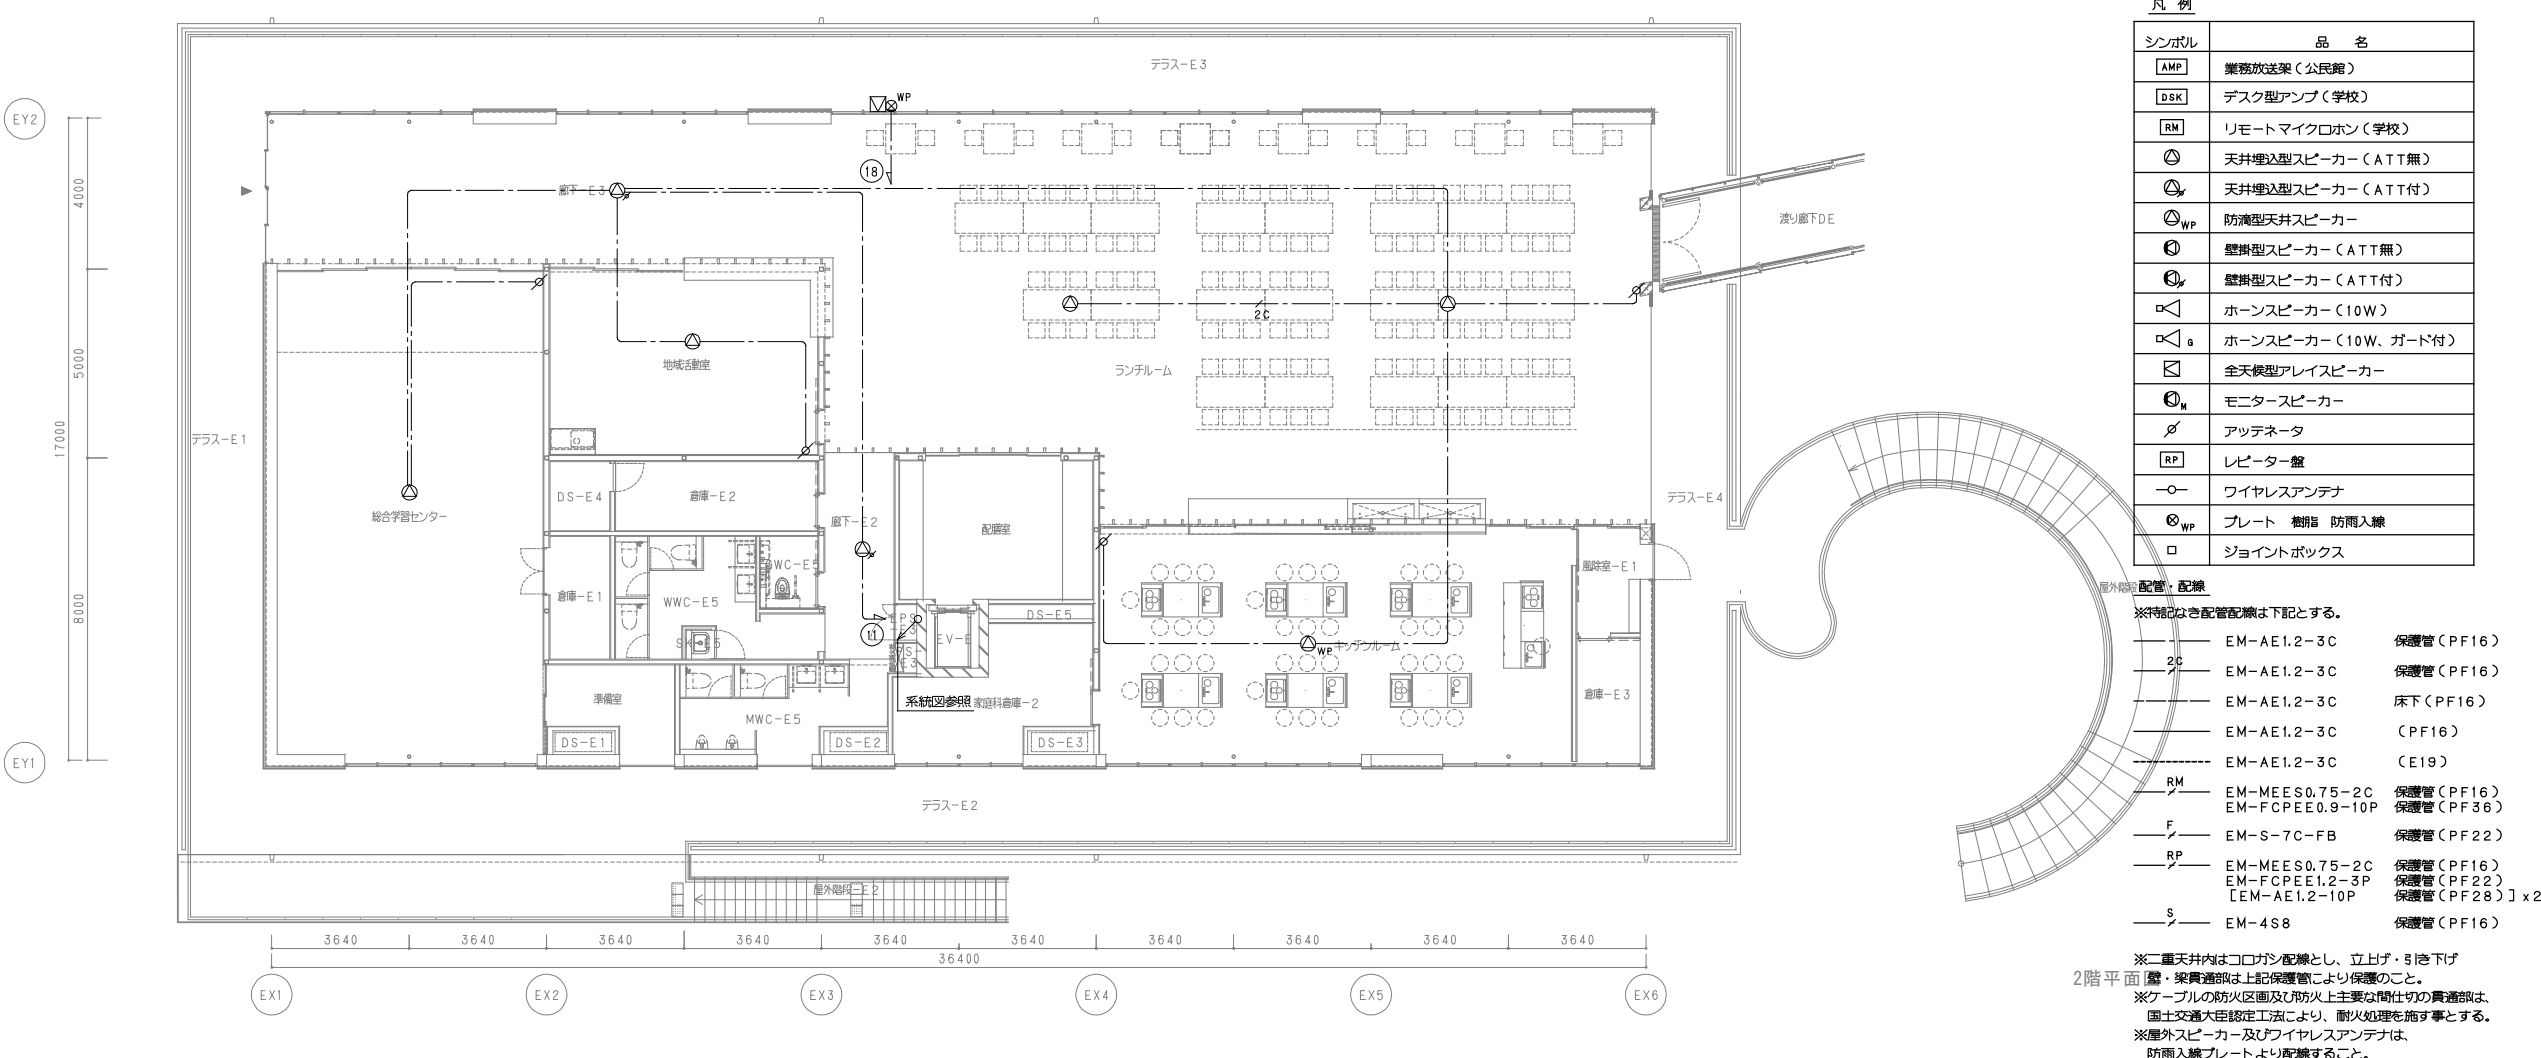 凡 例
シンボル 品 名
AMP 業務放送架(公民館)
DSK デスク型アンプ(学校)
RM リモートマイクロホン(学校)
天井埋込型スピーカー(ATT無)
天井埋込型スピーカー(ATT付)
WP 防滴型天井スピーカー
壁掛型スピーカー(ATT無)
壁掛型スピーカー(ATT付)
ホーンスピーカー(10W)
G ホーンスピーカー(10W、ガード付)
全天候型アレイスピーカー
M モニタースピーカー
アッテネータ
RP レピーター盤
ワイヤレスアンテナ
WP プレート 樹脂 防雨入線
ジョイントボックス
配管・配線
※特記なき配管配線は下記とする。
EM-AE1.2-3C 保護管(PF16)
2C EM-AE1.2-3C 保護管(PF16)
EM-AE1.2-3C 床下(PF16)
EM-AE1.2-3C (PF16)
EM-AE1.2-3C (E19)
RM EM-MEES0.75-2C 保護管(PF16)
EM-FCPEE0.9-10P 保護管(PF36)
F EM-S-7C-FB 保護管(PF22)
RP EM-MEES0.75-2C 保護管(PF16)
EM-FCPEE1.2-3P 保護管(PF22)
[EM-AE1.2-10P 保護管(PF28)]x2
S EM-4S8 保護管(PF16)
※二重天井内はコロガシ配線とし、立上げ・引き下げ
壁・梁貫通部は上記保護管により保護のこと。
※ケーブルの防火区画及び防火上主要な間仕切の貫通部は、
国土交通大臣認定工法により、耐火処理を施す事とする。
※屋外スピーカー及びワイヤレスアンテナは、
防雨入線プレートより配線すること。
テラス-E3
WP
EY2
18
4000
廊下-E3
渡り廊下DE
2C
5000
地域活動室
ランチルーム
17000
テラス-E1
DS-E4
倉庫-E2
テラス-E4
総合学習センター
廊下-E2
配膳室
風除室-E1
屋外階段
倉庫-E1
WWC-E5
8000
DS-E5
11
EV-E
WP
キッチンルーム
準備室
系統図参照
家庭科倉庫-2
倉庫-E3
MWC-E5
DS-E1
DS-E2
DS-E3
EY1
テラス-E2
屋外階段-E2
3640 3640 3640 3640 3640 3640 3640 3640 3640 3640
36400
EX1 EX2 EX3 EX4 EX5 EX6
2階平面図